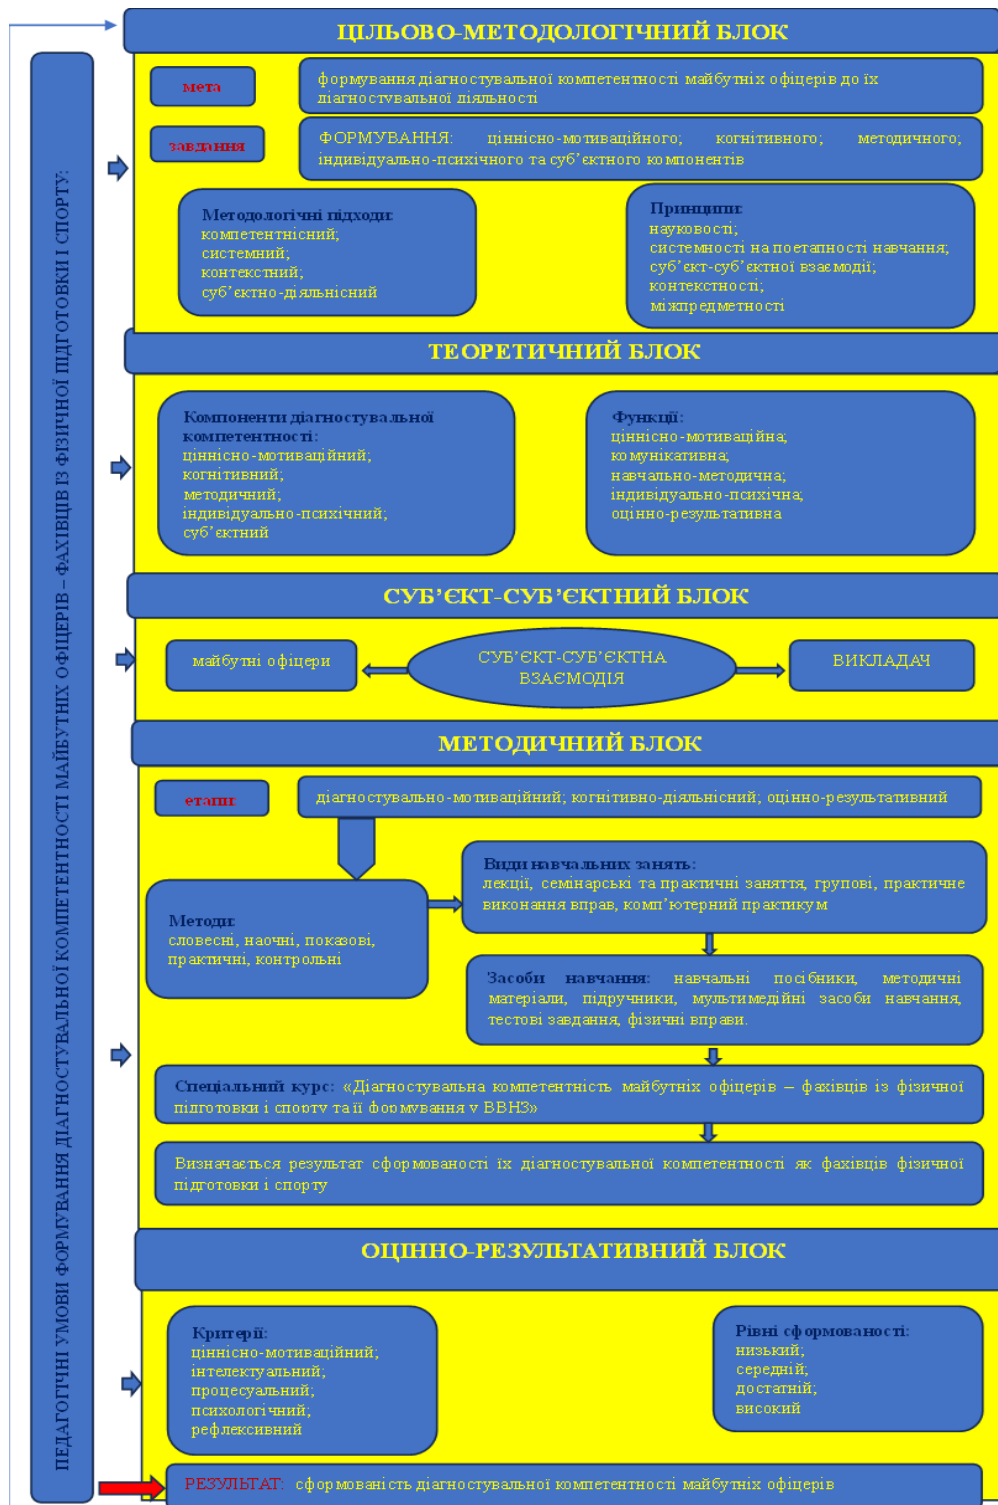 ПЕДАГОГІЧНІ УМОВИ ФОРМУВАННЯ ДІАГНОСТУВАЛЬНОЇ КОМПЕТЕНТНОСТІ МАЙБУТНІХ ОФІЦЕРІВ – ФАХІВЦІВ ІЗ ФІЗИЧНОЇ ПІДГОТОВКИ І СПОРТУ:
ЦІЛЬОВО-МЕТОДОЛОГІЧНИЙ БЛОК
мета
формування діагностувальної компетентності майбутніх офіцерів до їх
діагностувальної діяльності
завдання
ФОРМУВАННЯ: ціннісно-мотиваційного; когнітивного; методичного;
індивідуально-психічного та суб’єктного компонентів
Методологічні підходи:
компетентнісний;
системний;
контекстний;
суб’єктно-діяльнісний
Принципи:
науковості;
системності на поетапності навчання;
суб’єкт-суб’єктної взаємодії;
контекстності;
міжпредметності
ТЕОРЕТИЧНИЙ БЛОК
Компоненти діагностувальної
компетентності:
ціннісно-мотиваційний;
когнітивний;
методичний;
індивідуально-психічний;
суб’єктний
Функції:
ціннісно-мотиваційна;
комунікативна;
навчально-методична;
індивідуально-психічна;
оцінно-результативна
СУБ’ЄКТ-СУБ’ЄКТНИЙ БЛОК
майбутні офіцери
СУБ’ЄКТ-СУБ’ЄКТНА
ВЗАЄМОДІЯ
ВИКЛАДАЧ
МЕТОДИЧНИЙ БЛОК
етапи:
діагностувально-мотиваційний; когнітивно-діяльнісний; оцінно-результативний
Види навчальних занять:
лекції, семінарські та практичні заняття, групові, практичне
виконання вправ, комп’ютерний практикум
Методи:
словесні, наочні, показові,
практичні, контрольні
Засоби навчання: навчальні посібники, методичні
матеріали, підручники, мультимедійні засоби навчання,
тестові завдання, фізичні вправи.
Спеціальний курс: «Діагностувальна компетентність майбутніх офіцерів – фахівців із фізичної
підготовки і спорту та її формування у ВВНЗ»
Визначається результат сформованості їх діагностувальної компетентності як фахівців фізичної
підготовки і спорту
ОЦІННО-РЕЗУЛЬТАТИВНИЙ БЛОК
Критерії:
ціннісно-мотиваційний;
інтелектуальний;
процесуальний;
психологічний;
рефлексивний
Рівні сформованості:
низький;
середній;
достатній;
високий
РЕЗУЛЬТАТ: сформованість діагностувальної компетентності майбутніх офіцерів